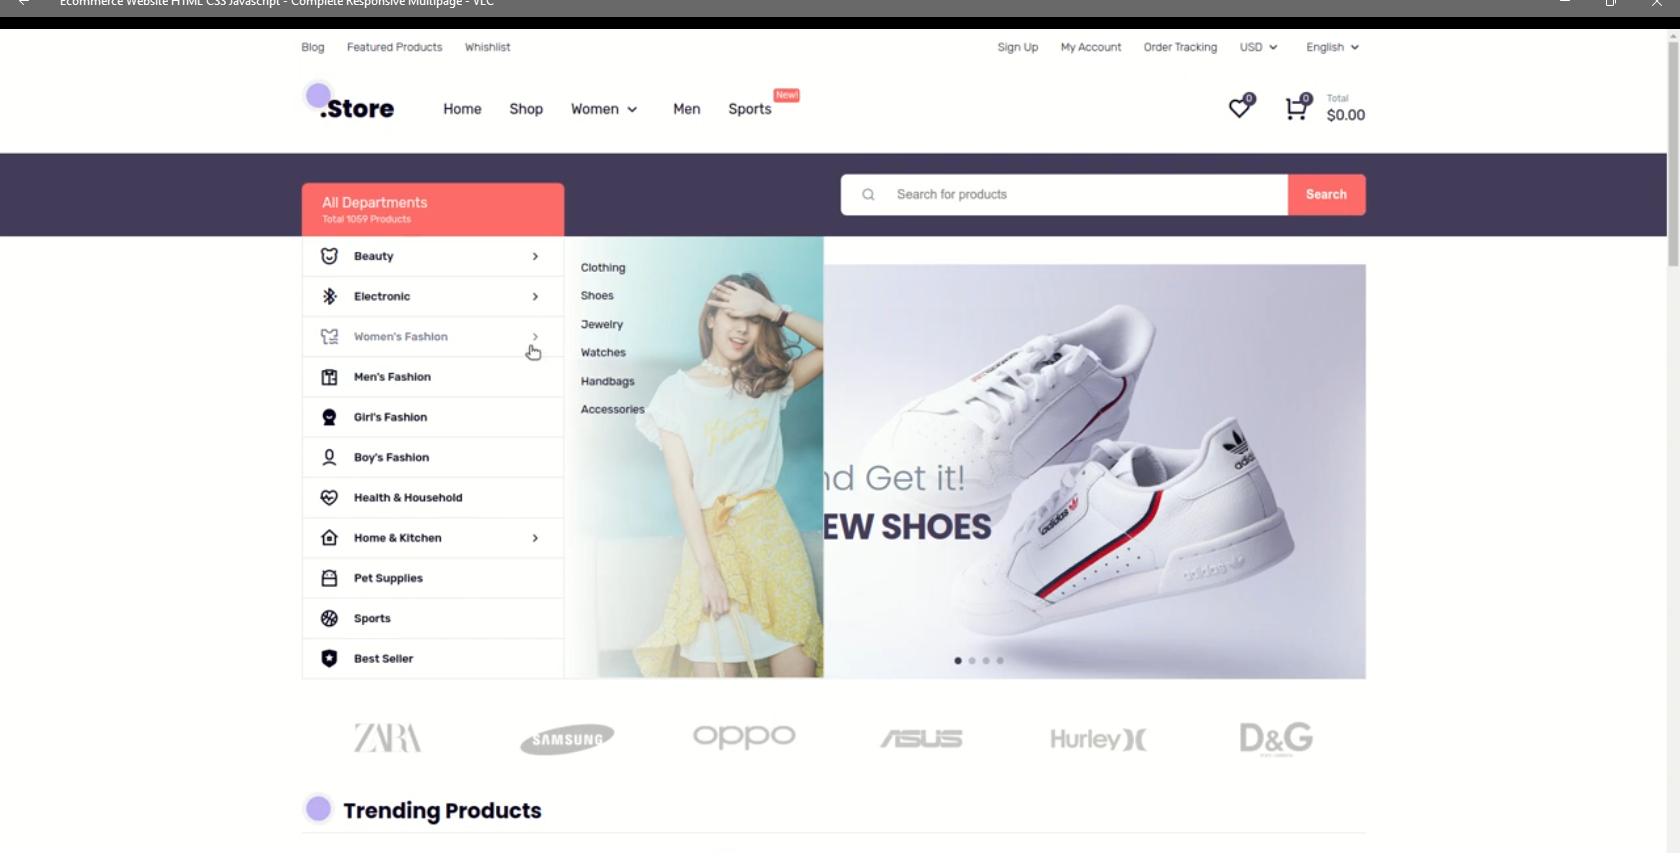 Ecommerce Website HTML CSS Javascript - Complete Responsive Multipage - VLC
Blog Featured Products Whishlist Sign Up My Account Order Tracking USD English
.Store Home Shop Women Men Sports New! 0 0 Total $0.00
All Departments
Total 1059 Products
Search for products Search
Beauty
Electronic
Women's Fashion
Men's Fashion
Girl's Fashion
Boy's Fashion
Health & Household
Home & Kitchen
Pet Supplies
Sports
Best Seller
Clothing
Shoes
Jewelry
Watches
Handbags
Accessories
nd Get it!
EW SHOES
adidas
adidas
adidas
ZARA SAMSUNG oppo ASUS Hurley D&G
Trending Products